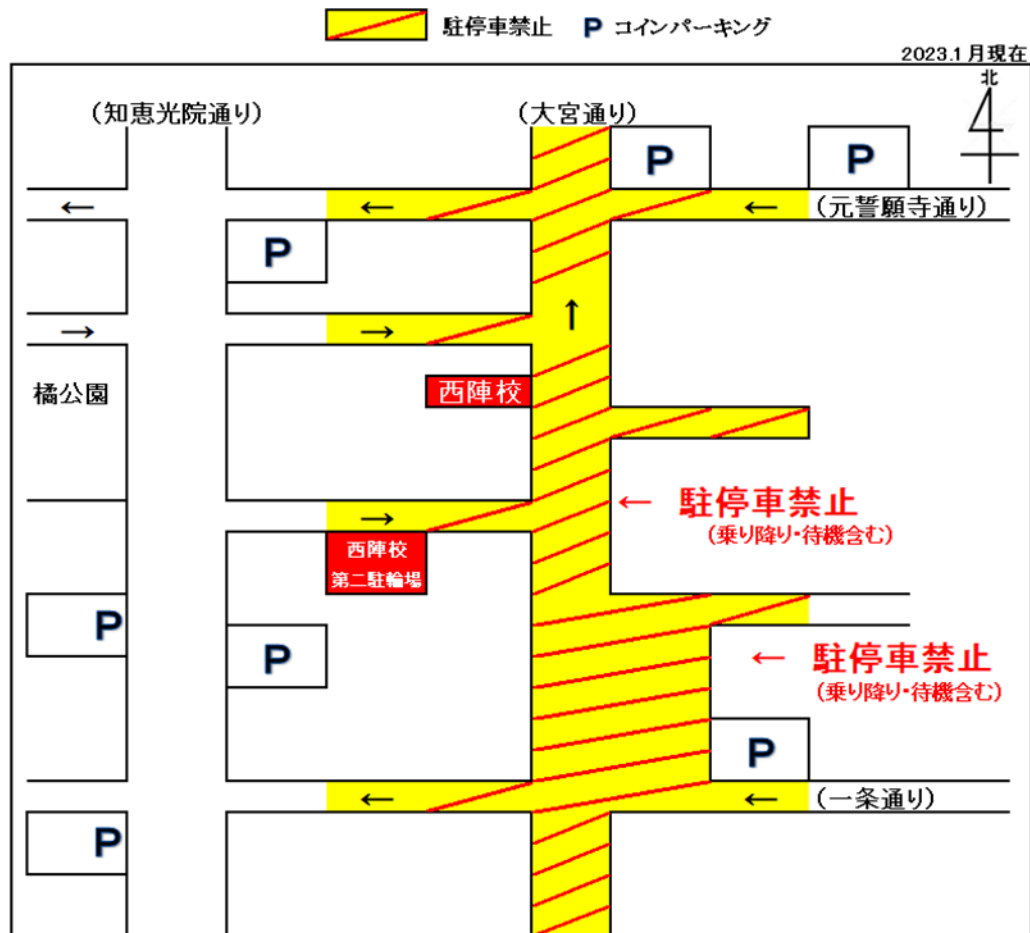 駐停車禁止 P コインパーキング
2023.1月現在
北
(知恵光院通り) (大宮通り)
P P
← ← ← (元誓願寺通り)
P
→ → ↑
橘公園 西陣校
→ ← 駐停車禁止
(乗り降り・待機含む)
西陣校
第二駐輪場
P P
← 駐停車禁止
(乗り降り・待機含む)
P
← ← (一条通り)
P